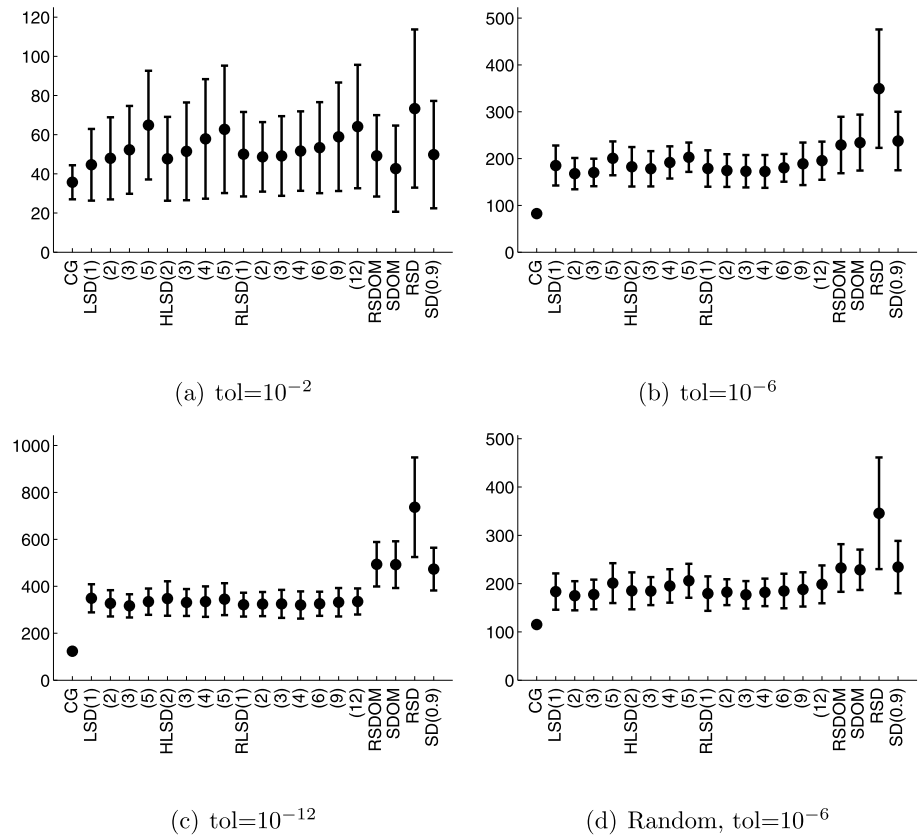 120
100
80
60
40
20
0
CG
LSD(1)
(2)
(3)
(5)
HLSD(2)
(3)
(4)
(5)
RLSD(1)
(2)
(3)
(4)
(6)
(9)
(12)
RSDOM
SDOM
RSD
SD(0.9)
(a) tol=10⁻²
500
400
300
200
100
0
CG
LSD(1)
(2)
(3)
(5)
HLSD(2)
(3)
(4)
(5)
RLSD(1)
(2)
(3)
(4)
(6)
(9)
(12)
RSDOM
SDOM
RSD
SD(0.9)
(b) tol=10⁻⁶
1000
800
600
400
200
0
CG
LSD(1)
(2)
(3)
(5)
HLSD(2)
(3)
(4)
(5)
RLSD(1)
(2)
(3)
(4)
(6)
(9)
(12)
RSDOM
SDOM
RSD
SD(0.9)
(c) tol=10⁻¹²
500
400
300
200
100
0
CG
LSD(1)
(2)
(3)
(5)
HLSD(2)
(3)
(4)
(5)
RLSD(1)
(2)
(3)
(4)
(6)
(9)
(12)
RSDOM
SDOM
RSD
SD(0.9)
(d) Random, tol=10⁻⁶